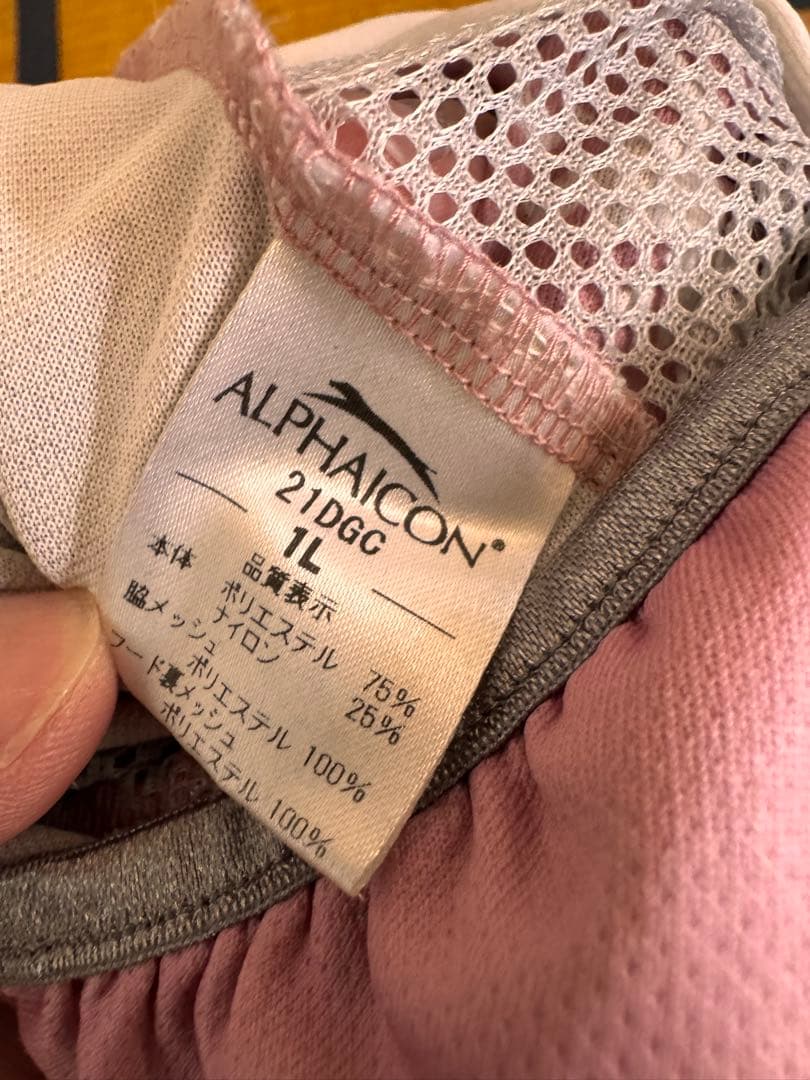 ALPHAICON®
21DGC
1L
品質表示
本体 ポリエステル 75%
ナイロン 25%
脇メッシュ
ポリエステル 100%
フード裏メッシュ
ポリエステル 100%